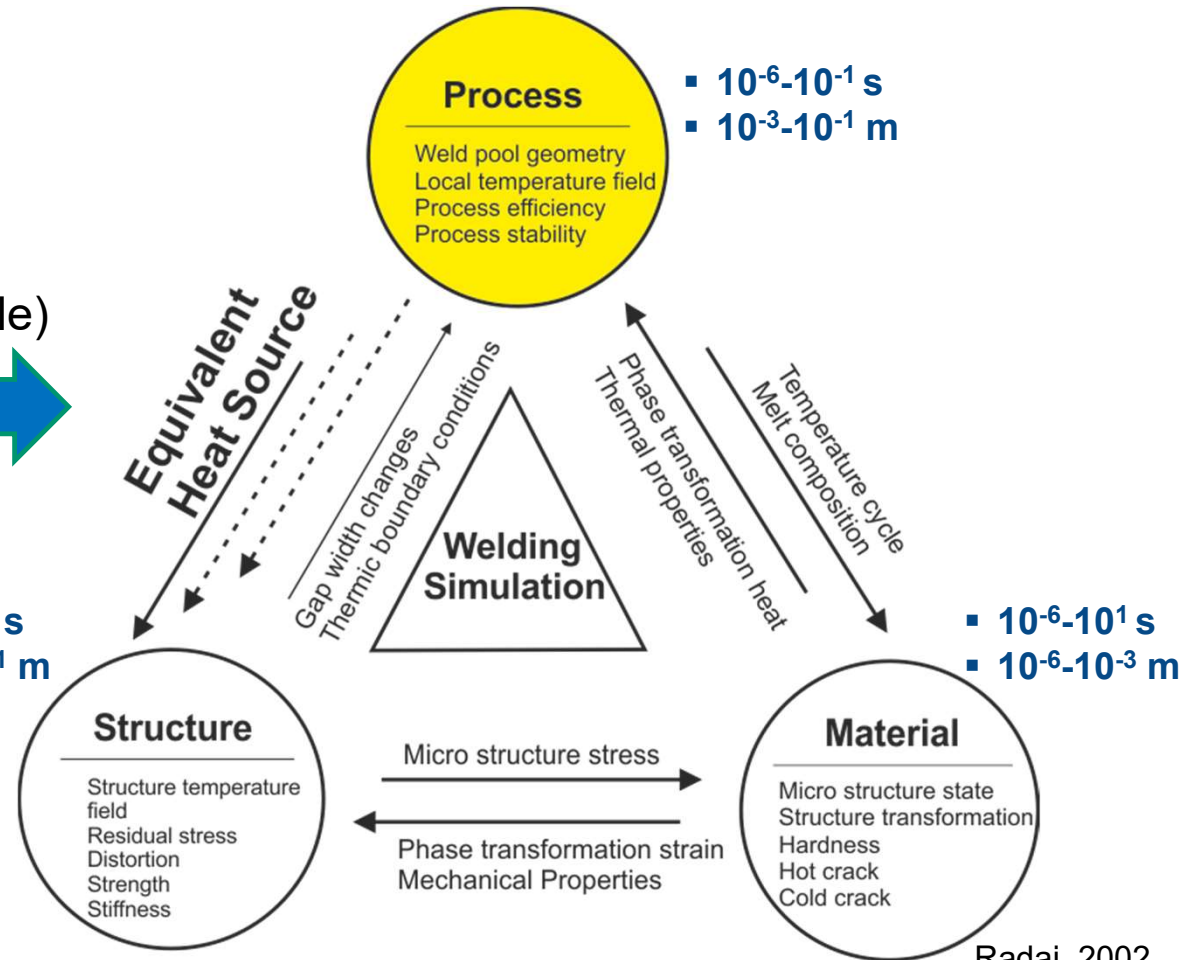 Process
Weld pool geometry
Local temperature field
Process efficiency
Process stability
▪ 10⁻⁶-10⁻¹ s
▪ 10⁻³-10⁻¹ m
le)
Equivalent
Heat Source
Gap width changes
Thermic boundary conditions
Phase transformation heat
Thermal properties
Temperature cycle
Melt composition
Welding
Simulation
s
¹ m
▪ 10⁻⁶-10¹ s
▪ 10⁻⁶-10⁻³ m
Structure
Structure temperature
field
Residual stress
Distortion
Strength
Stiffness
Micro structure stress
Phase transformation strain
Mechanical Properties
Material
Micro structure state
Structure transformation
Hardness
Hot crack
Cold crack
Radaj, 2002